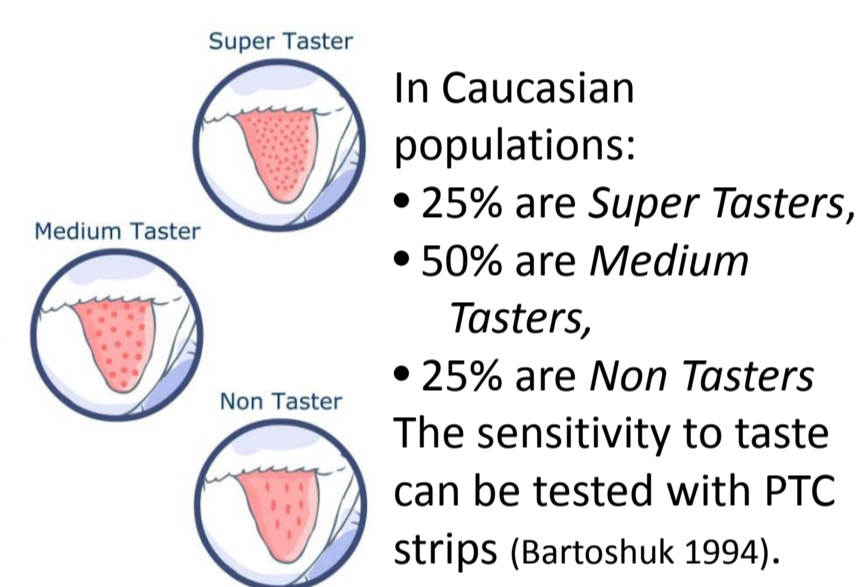 Super Taster
Medium Taster
Non Taster
In Caucasian
populations:
• 25% are Super Tasters,
• 50% are Medium
Tasters,
• 25% are Non Tasters
The sensitivity to taste
can be tested with PTC
strips (Bartoshuk 1994).